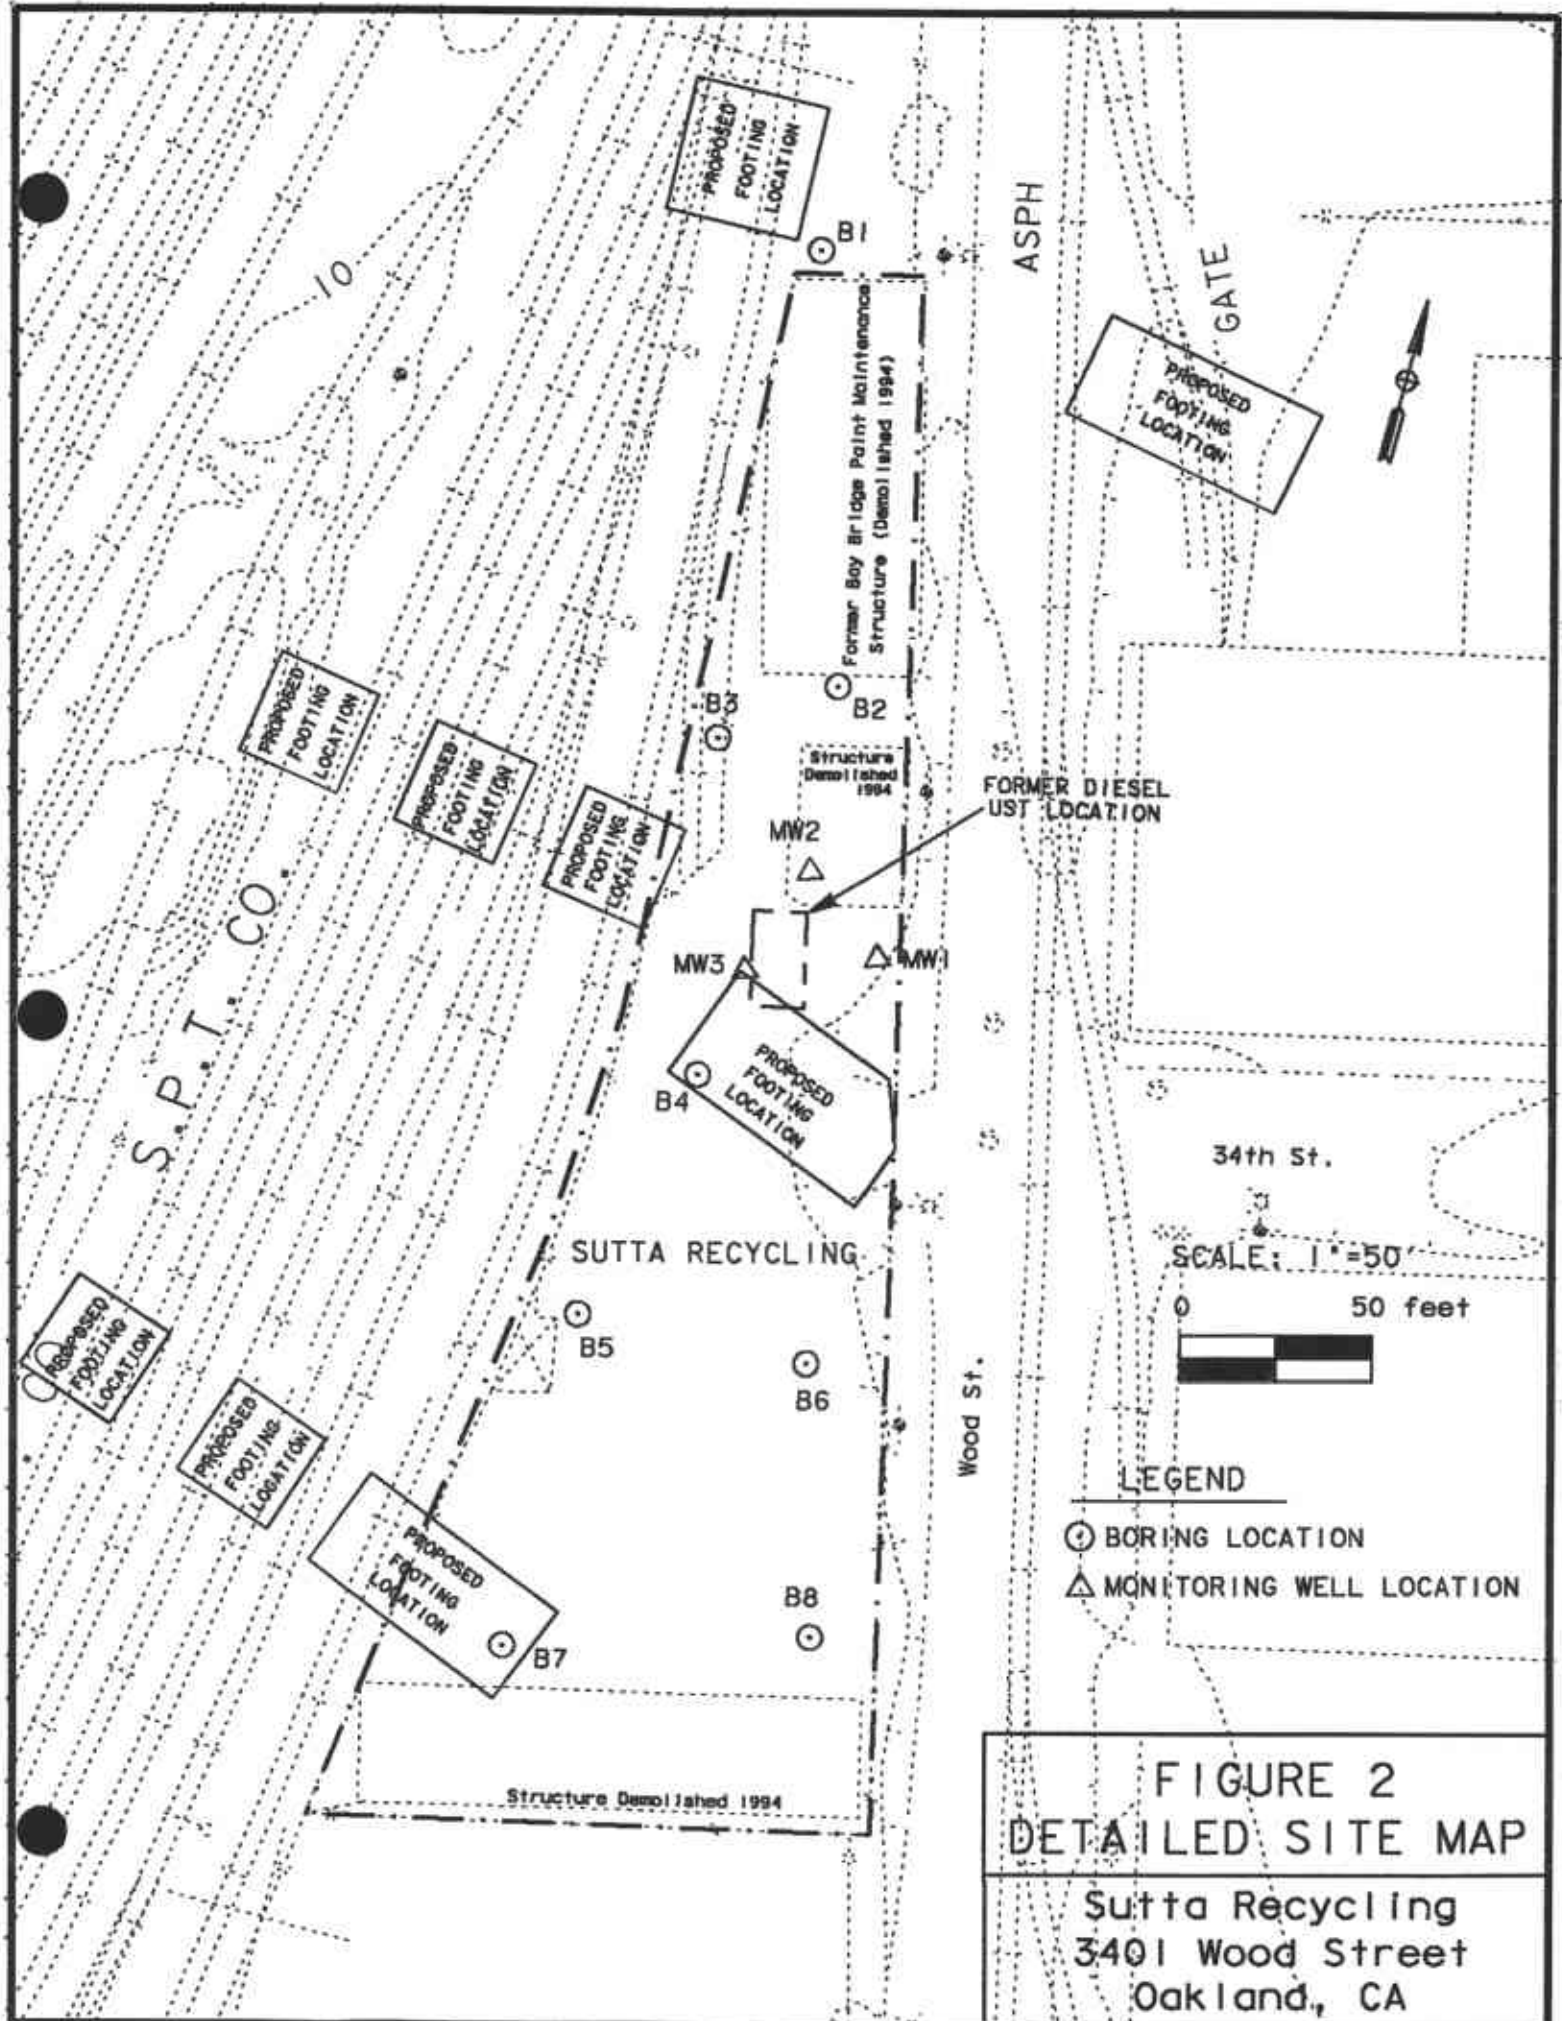 PROPOSED
FOOTING
LOCATION
B1
ASPH
GATE
10
PROPOSED
FOOTING
LOCATION
Former Bay Bridge Paint Maintenance
Structure (Demolished 1994)
B3
B2
PROPOSED
FOOTING
LOCATION
PROPOSED
FOOTING
LOCATION
PROPOSED
FOOTING
LOCATION
Structure
Demolished
1994
FORMER DIESEL
UST LOCATION
MW2
MW3
MW1
S.P.T. CO.
B4
PROPOSED
FOOTING
LOCATION
34th St.
SUTTA RECYCLING
SCALE: 1"=50'
0 50 feet
PROPOSED
FOOTING
LOCATION
B5
B6
Wood St.
PROPOSED
FOOTING
LOCATION
LEGEND
BORING LOCATION
MONITORING WELL LOCATION
PROPOSED
FOOTING
LOCATION
B7
B8
Structure Demolished 1994
FIGURE 2
DETAILED SITE MAP
Sutta Recycling
3401 Wood Street
Oakland, CA